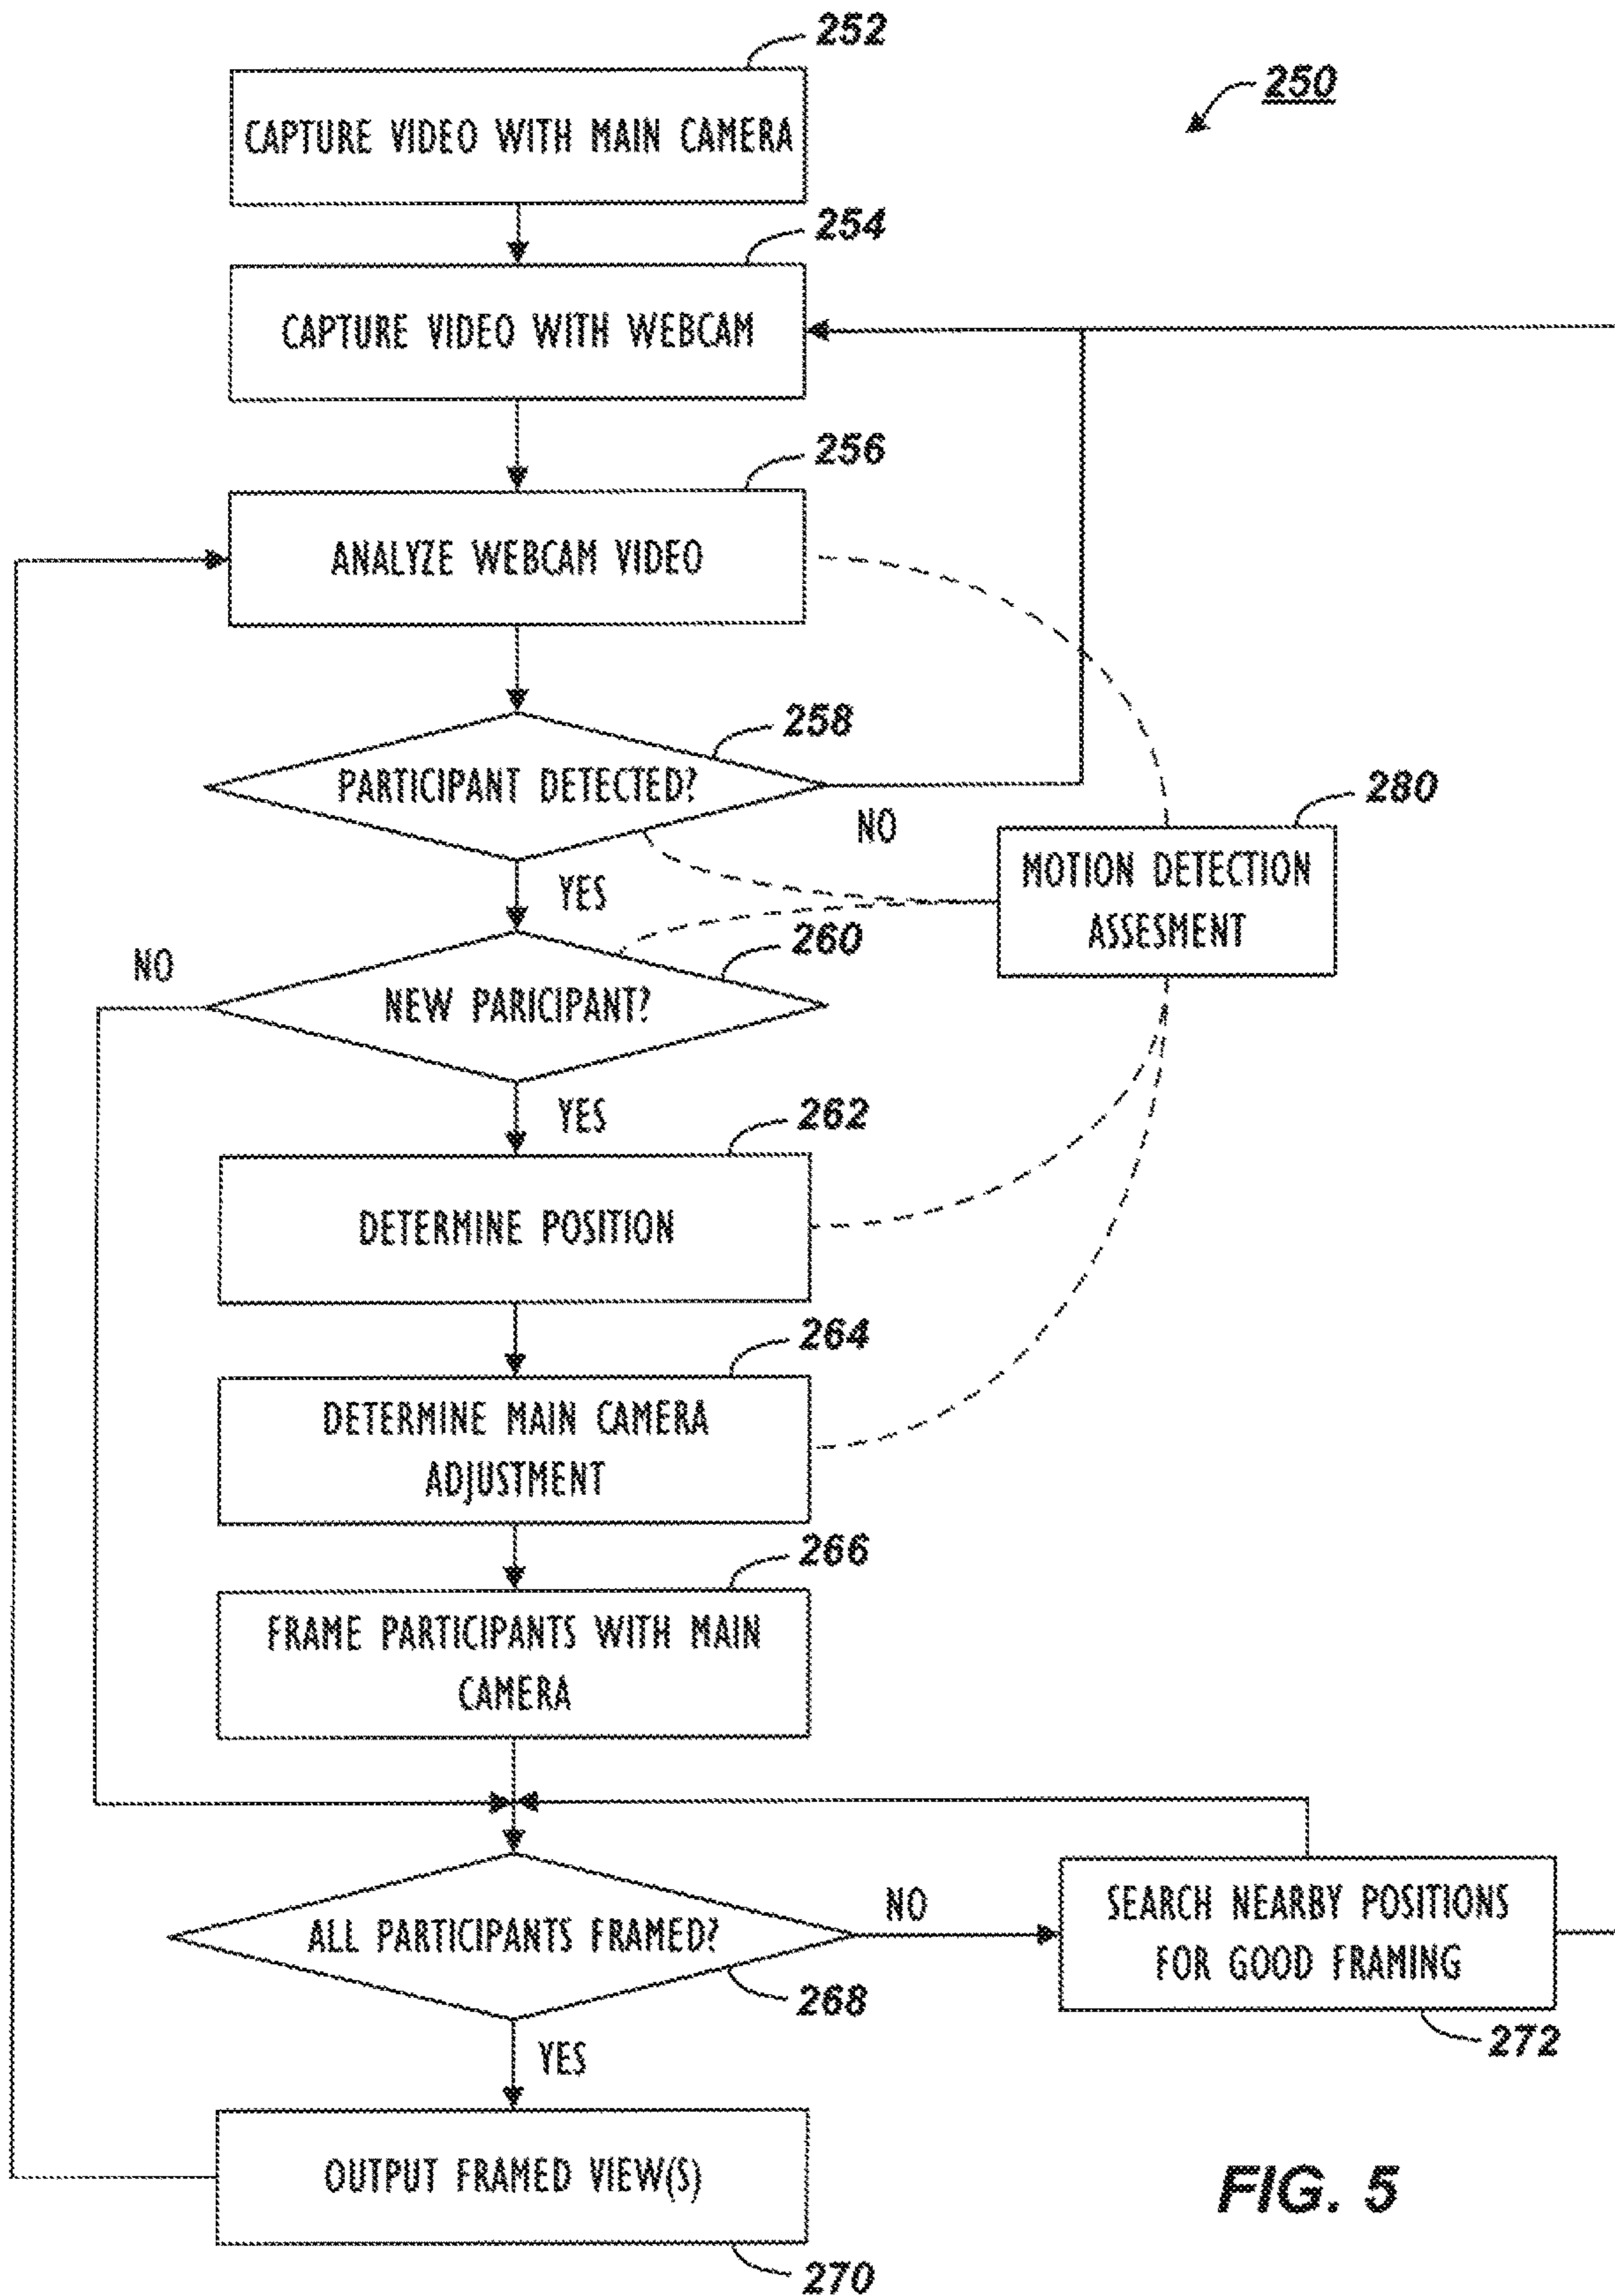 252
250
CAPTURE VIDEO WITH MAIN CAMERA
254
CAPTURE VIDEO WITH WEBCAM
256
ANALYZE WEBCAM VIDEO
258
PARTICIPANT DETECTED?
NO
280
MOTION DETECTION
ASSESMENT
YES
260
NO
NEW PARICIPANT?
YES
262
DETERMINE POSITION
264
DETERMINE MAIN CAMERA
ADJUSTMENT
266
FRAME PARTICIPANTS WITH MAIN
CAMERA
ALL PARTICIPANTS FRAMED?
268
NO
SEARCH NEARBY POSITIONS
FOR GOOD FRAMING
272
YES
OUTPUT FRAMED VIEW(S)
270
FIG. 5